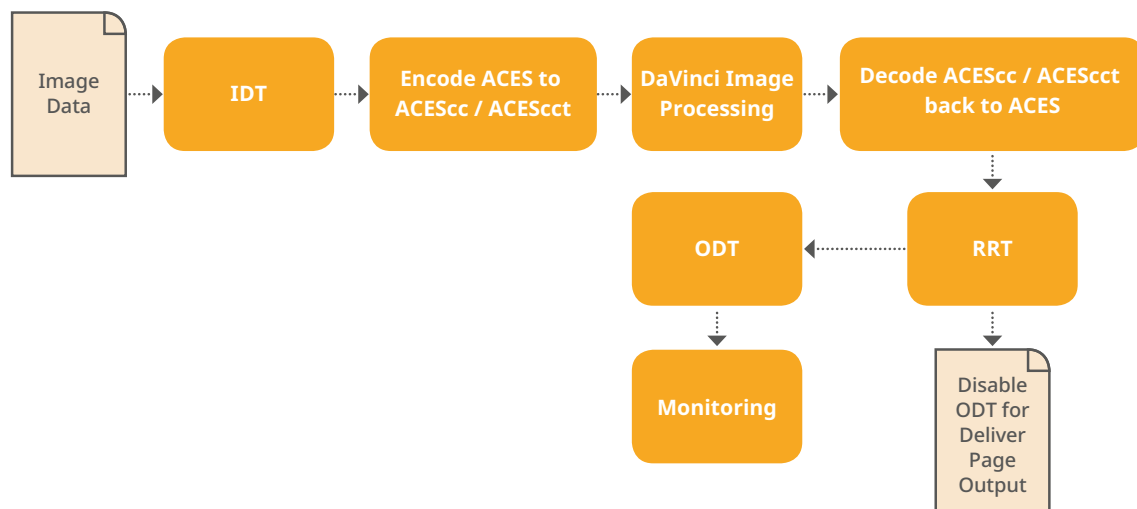 Image
Data
IDT
Encode ACES to
ACEScc / ACEScct
DaVinci Image
Processing
Decode ACEScc / ACEScct
back to ACES
ODT
RRT
Monitoring
Disable
ODT for
Deliver
Page
Output